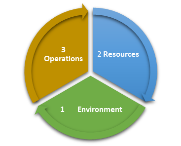 3
Operations
2 Resources
1 Environment